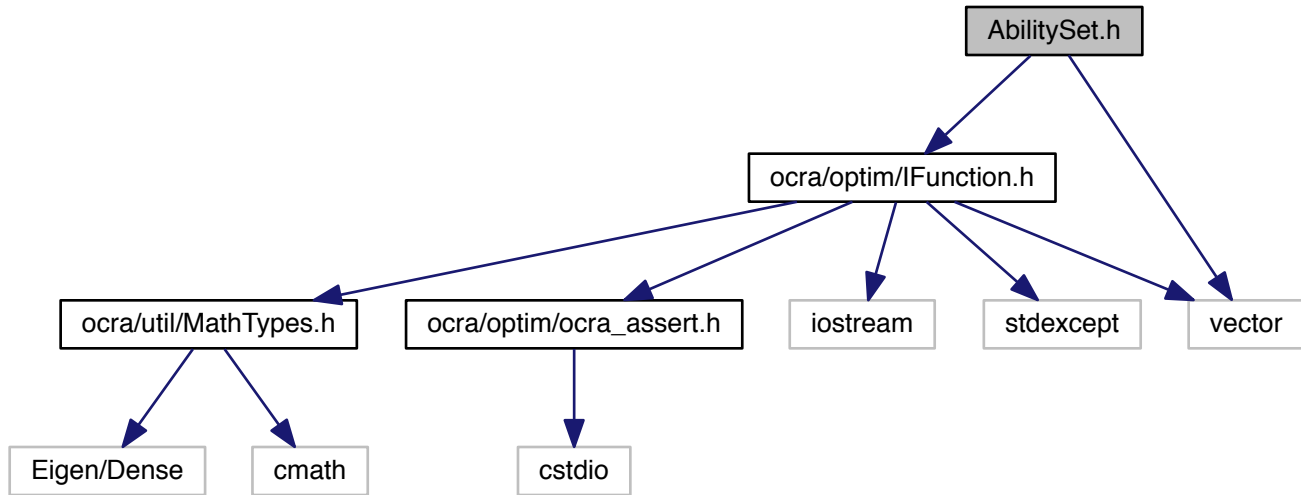 AbilitySet.h
ocra/optim/IFunction.h
ocra/util/MathTypes.h
ocra/optim/ocra_assert.h
iostream
stdexcept
vector
Eigen/Dense
cmath
cstdio